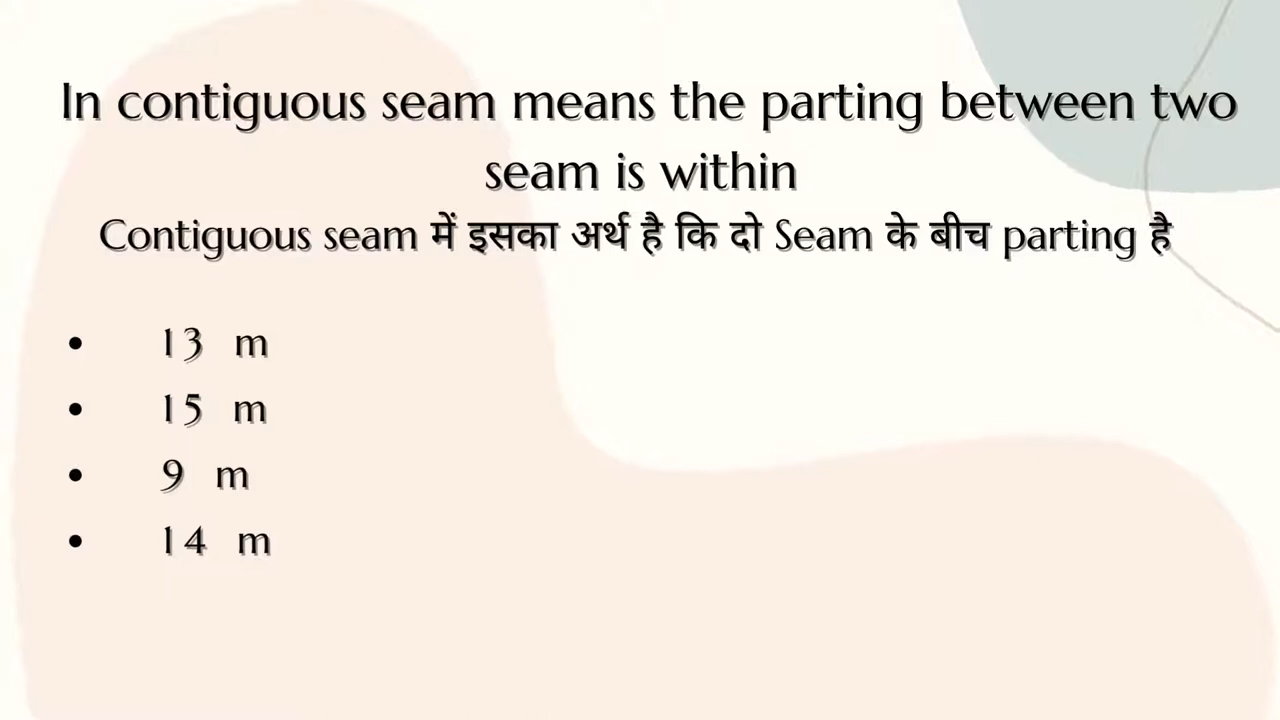 In contiguous seam means the parting between two
seam is within
Contiguous seam में इसका अर्थ है कि दो Seam के बीच parting है
• 13 m
• 15 m
• 9 m
• 14 m